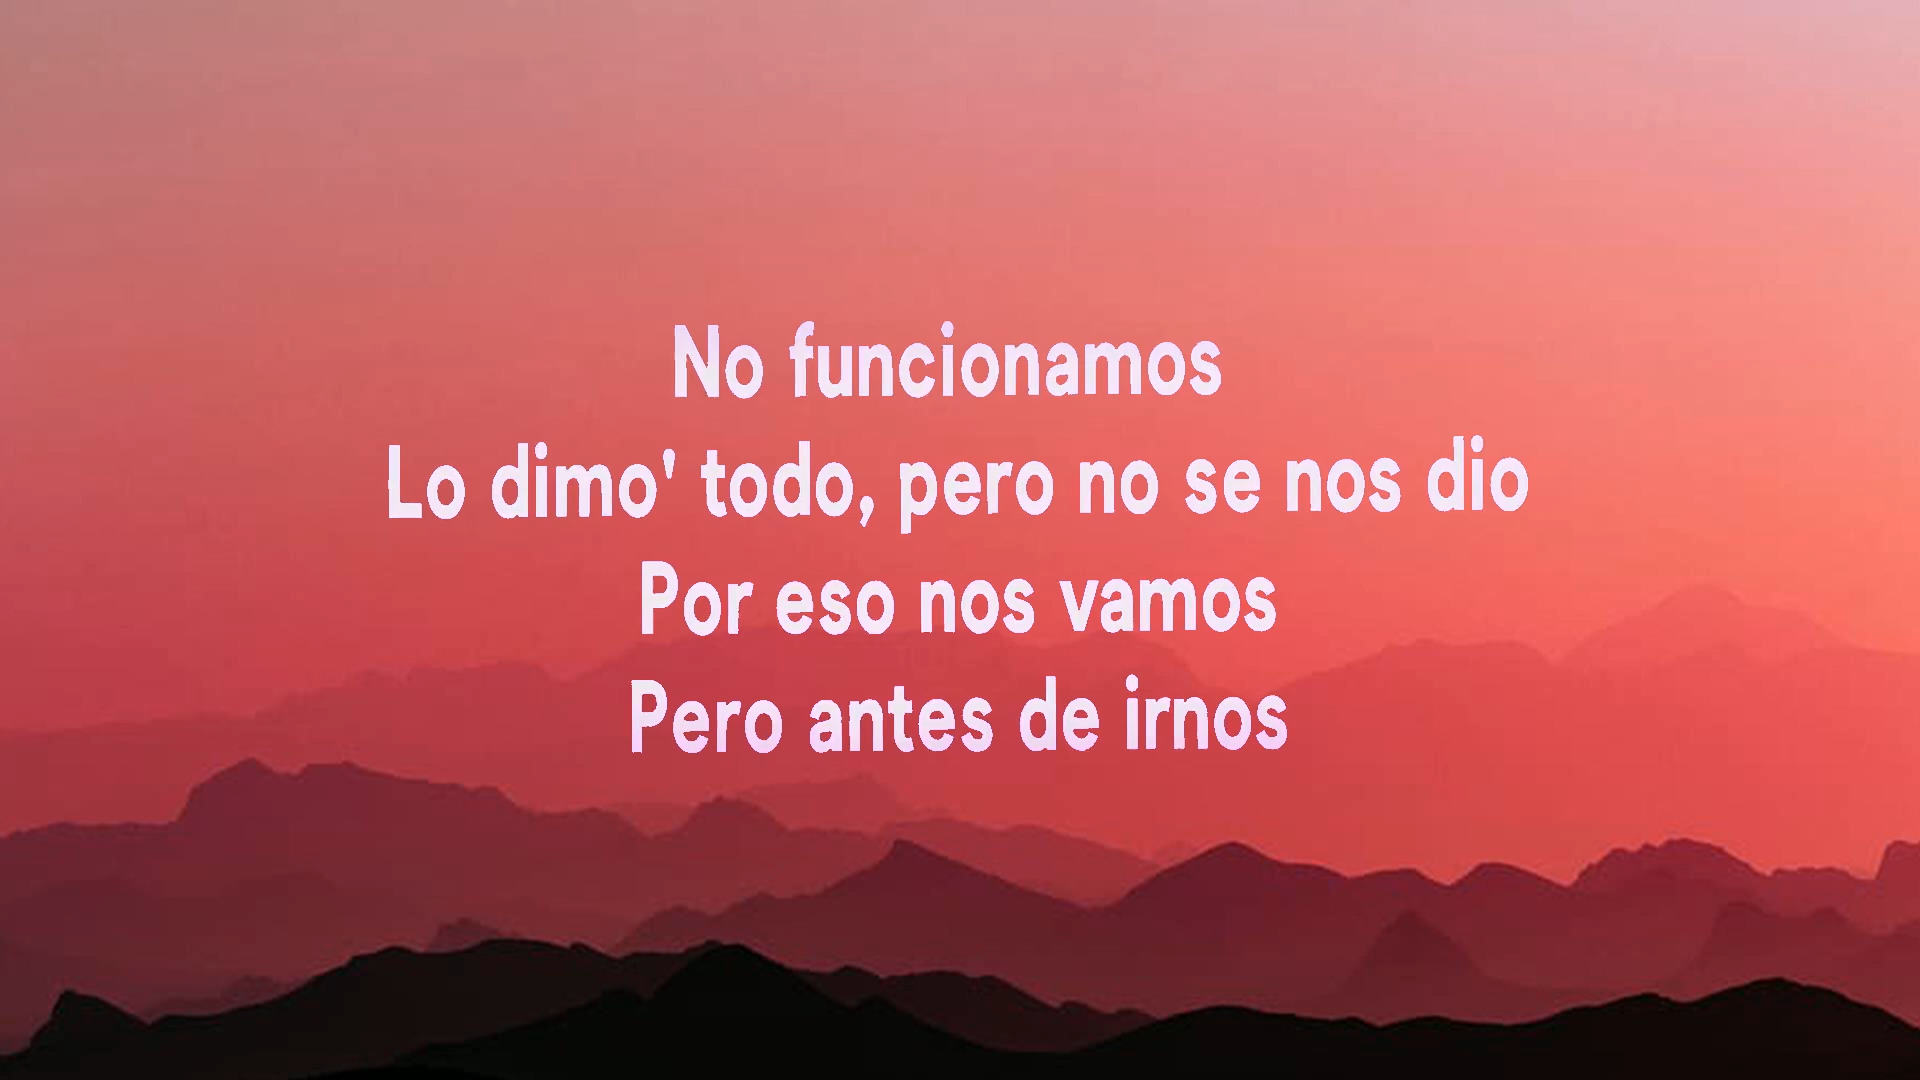 No funcionamos
Lo dimo' todo, pero no se nos dio
Por eso nos vamos
Pero antes de irnos